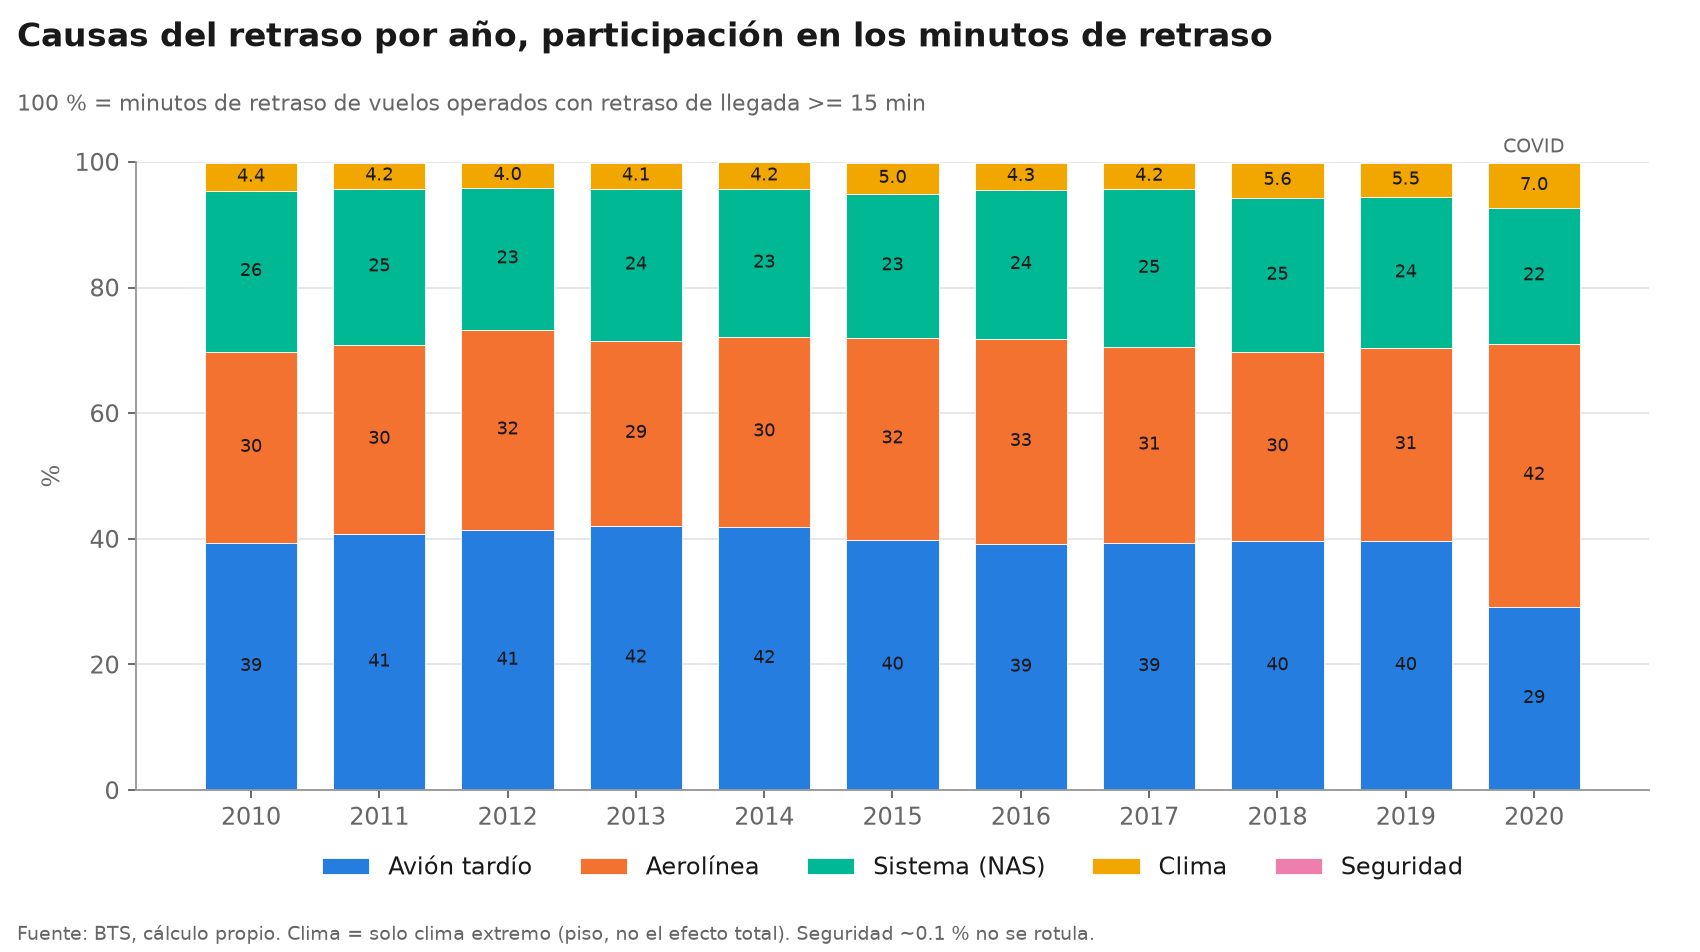 Causas del retraso por año, participación en los minutos de retraso
100 % = minutos de retraso de vuelos operados con retraso de llegada >= 15 min
COVID
100
80
60
40
20
0
%
4.4 4.2 4.0 4.1 4.2 5.0 4.3 4.2 5.6 5.5 7.0
26 25 23 24 23 23 24 25 25 24 22
30 30 32 29 30 32 33 31 30 31 42
39 41 41 42 42 40 39 39 40 40 29
2010 2011 2012 2013 2014 2015 2016 2017 2018 2019 2020
Avión tardío Aerolínea Sistema (NAS) Clima Seguridad
Fuente: BTS, cálculo propio. Clima = solo clima extremo (piso, no el efecto total). Seguridad ~0.1 % no se rotula.